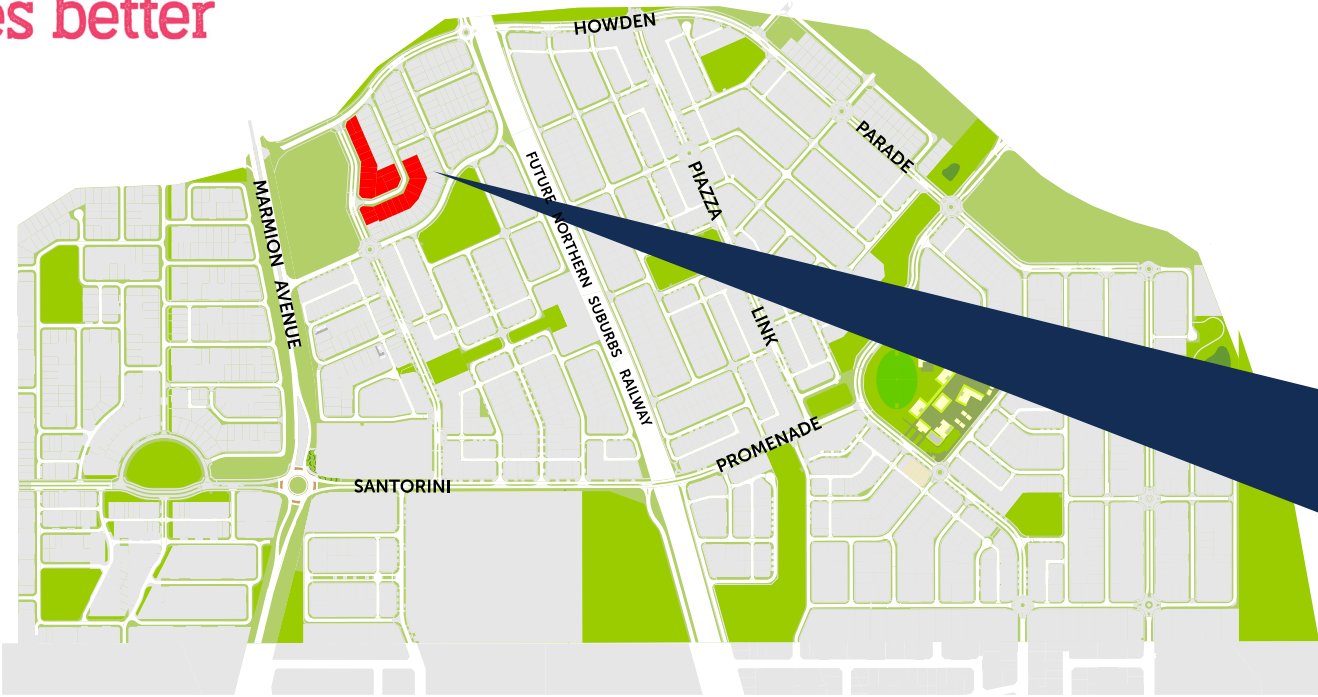 es better
HOWDEN
PARADE
PIAZZA
LINK
FUTURE NORTHERN SUBURBS RAILWAY
MARMION AVENUE
PROMENADE
SANTORINI